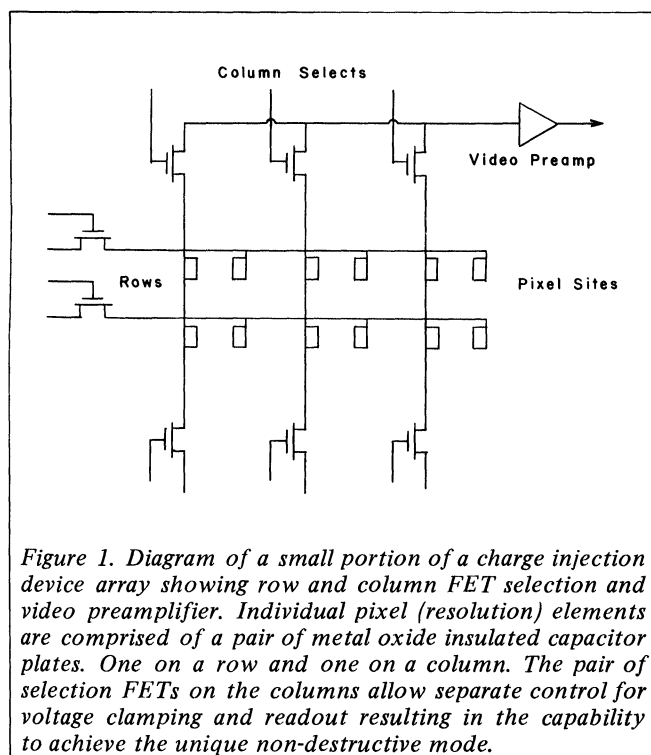 Column Selects
Video Preamp
Rows
Pixel Sites
Figure 1. Diagram of a small portion of a charge injection
device array showing row and column FET selection and
video preamplifier. Individual pixel (resolution) elements
are comprised of a pair of metal oxide insulated capacitor
plates. One on a row and one on a column. The pair of
selection FETs on the columns allow separate control for
voltage clamping and readout resulting in the capability
to achieve the unique non-destructive mode.